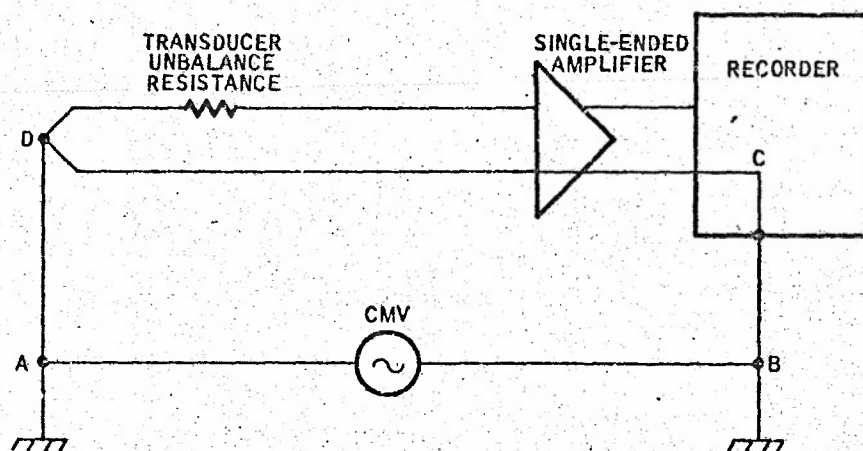 TRANSDUCER
UNBALANCE
RESISTANCE
SINGLE-ENDED
AMPLIFIER
RECORDER
D
C
CMV
A
B